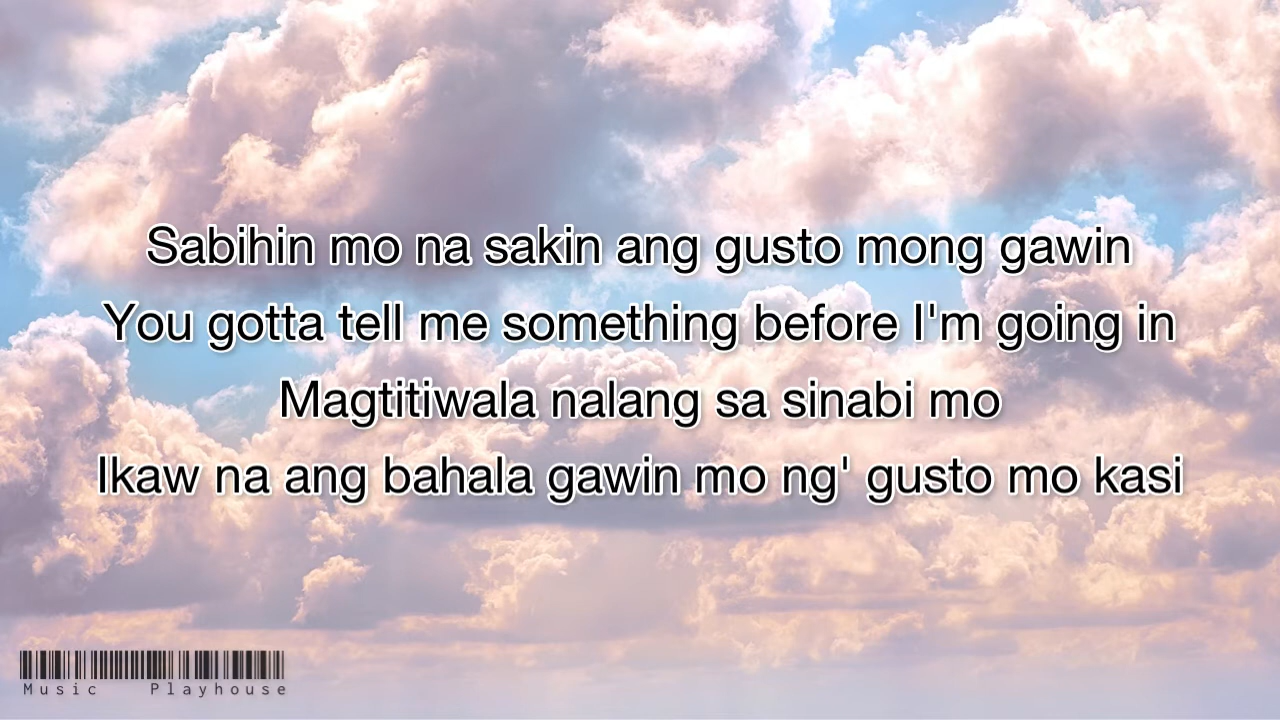 Sabihin mo na sakin ang gusto mong gawin
You gotta tell me something before I'm going in
Magtitiwala nalang sa sinabi mo
Ikaw na ang bahala gawin mo ng' gusto mo kasi
Music Playhouse